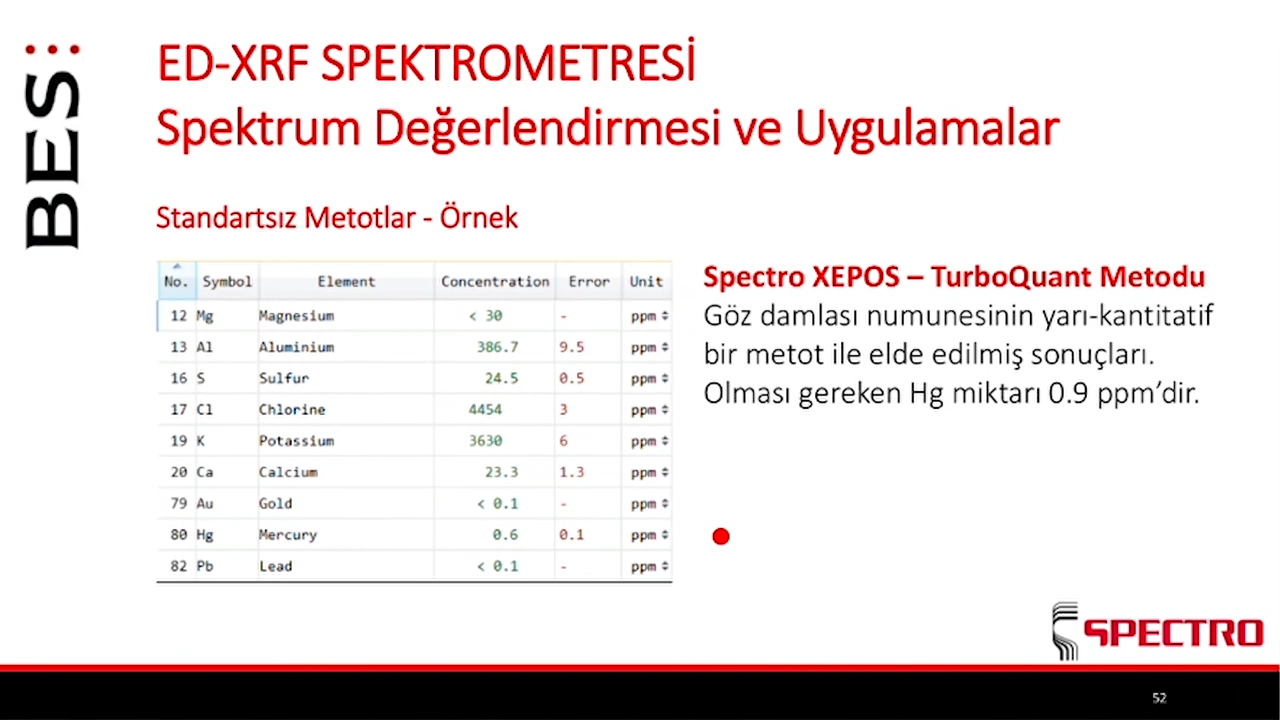 BES
ED-XRF SPEKTROMETRESİ
Spektrum Değerlendirmesi ve Uygulamalar
Standartsız Metotlar - Örnek
No. Symbol Element Concentration Error Unit
12 Mg Magnesium < 30 - ppm
13 Al Aluminium 386.7 9.5 ppm
16 S Sulfur 24.5 0.5 ppm
17 Cl Chlorine 4454 3 ppm
19 K Potassium 3630 6 ppm
20 Ca Calcium 23.3 1.3 ppm
79 Au Gold < 0.1 - ppm
80 Hg Mercury 0.6 0.1 ppm
82 Pb Lead < 0.1 - ppm
Spectro XEPOS – TurboQuant Metodu
Göz damlası numunesinin yarı-kantitatif
bir metot ile elde edilmiş sonuçları.
Olması gereken Hg miktarı 0.9 ppm’dir.
SPECTRO
52